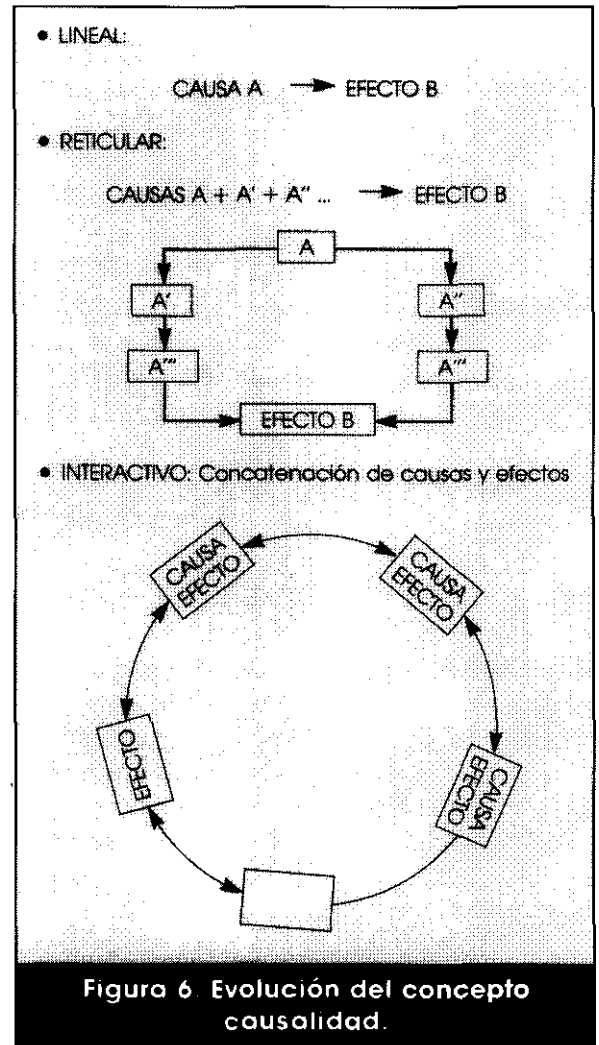 • LINEAL:
CAUSA A → EFECTO B
• RETICULAR:
CAUSAS A + A' + A" ... → EFECTO B
A
A'
A"
A"'
A"'
EFECTO B
• INTERACTIVO: Concatenación de causas y efectos
CAUSA
EFECTO
CAUSA
EFECTO
EFECTO
CAUSA
EFECTO
Figura 6. Evolución del concepto
causalidad.